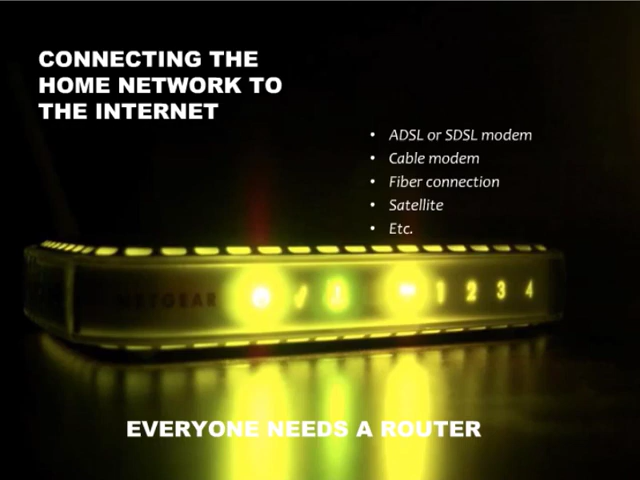 CONNECTING THE
HOME NETWORK TO
THE INTERNET
• ADSL or SDSL modem
• Cable modem
• Fiber connection
• Satellite
• Etc.
NETGEAR
1 2 3 4
EVERYONE NEEDS A ROUTER